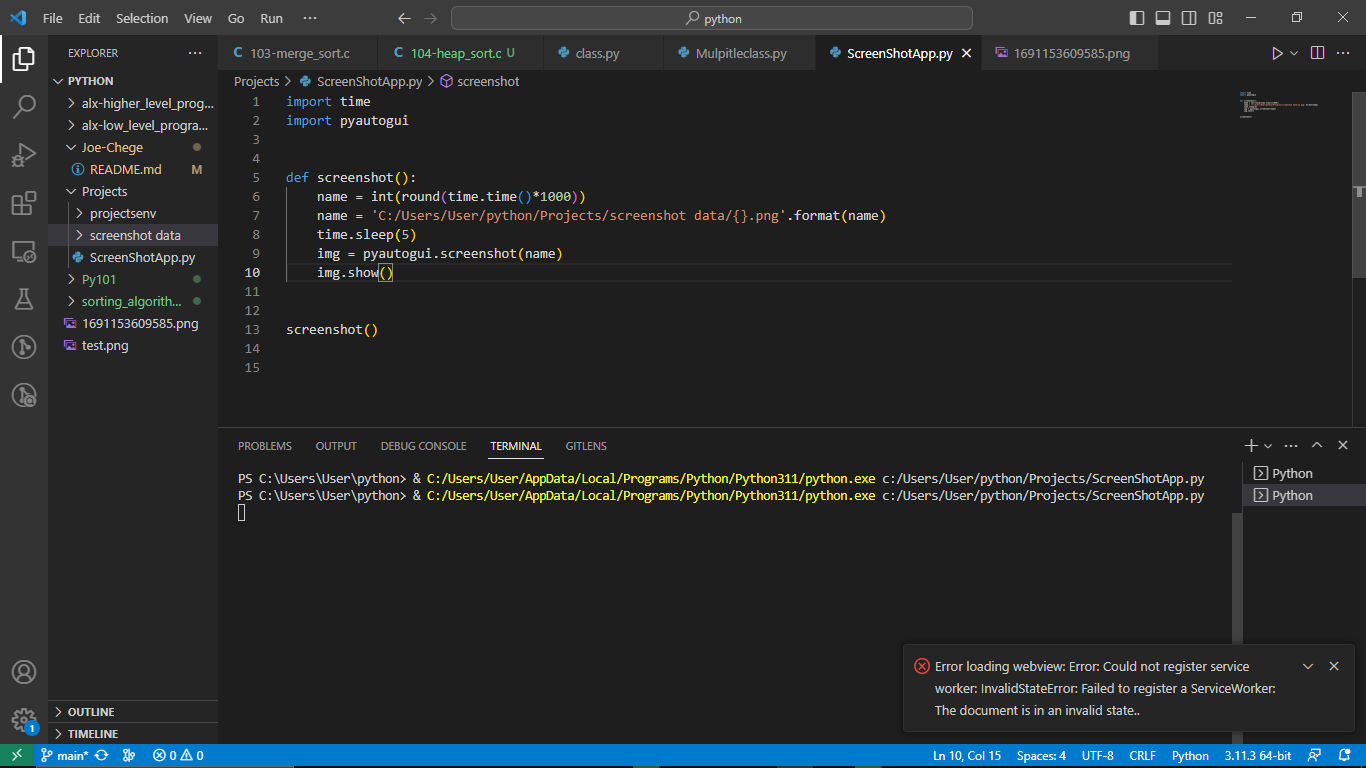 File Edit Selection View Go Run ··· python
EXPLORER ···
PYTHON
alx-higher_level_prog...
alx-low_level_progra...
Joe-Chege
README.md M
Projects
projectsenv
screenshot data
ScreenShotApp.py
Py101
sorting_algorith...
1691153609585.png
test.png
OUTLINE
TIMELINE
C 103-merge_sort.c C 104-heap_sort.c U class.py Mulpitleclass.py ScreenShotApp.py 1691153609585.png
Projects > ScreenShotApp.py > screenshot
1 import time
2 import pyautogui
3
4
5 def screenshot():
6 name = int(round(time.time()*1000))
7 name = 'C:/Users/User/python/Projects/screenshot data/{}.png'.format(name)
8 time.sleep(5)
9 img = pyautogui.screenshot(name)
10 img.show()
11
12
13 screenshot()
14
15
PROBLEMS OUTPUT DEBUG CONSOLE TERMINAL GITLENS
PS C:\Users\User\python> & C:/Users/User/AppData/Local/Programs/Python/Python311/python.exe c:/Users/User/python/Projects/ScreenShotApp.py
PS C:\Users\User\python> & C:/Users/User/AppData/Local/Programs/Python/Python311/python.exe c:/Users/User/python/Projects/ScreenShotApp.py
Python
Python
Error loading webview: Error: Could not register service
worker: InvalidStateError: Failed to register a ServiceWorker:
The document is in an invalid state..
1
main* 0 0 Ln 10, Col 15 Spaces: 4 UTF-8 CRLF Python 3.11.3 64-bit